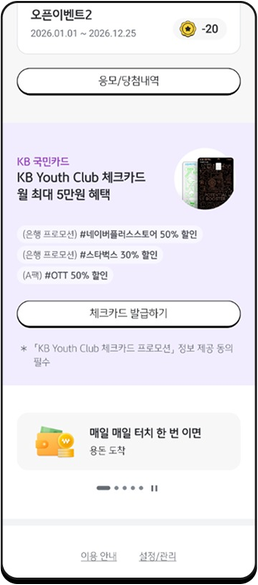 오픈이벤트2
2026.01.01 ~ 2026.12.25
-20
응모/당첨내역
KB 국민카드
KB Youth Club 체크카드
월 최대 5만원 혜택
(은행 프로모션) #네이버플러스스토어 50% 할인
(은행 프로모션) #스타벅스 30% 할인
(A팩) #OTT 50% 할인
체크카드 발급하기
* 「KB Youth Club 체크카드 프로모션」 정보 제공 동의
필수
매일 매일 터치 한 번 이면
용돈 도착
이용 안내 설정/관리